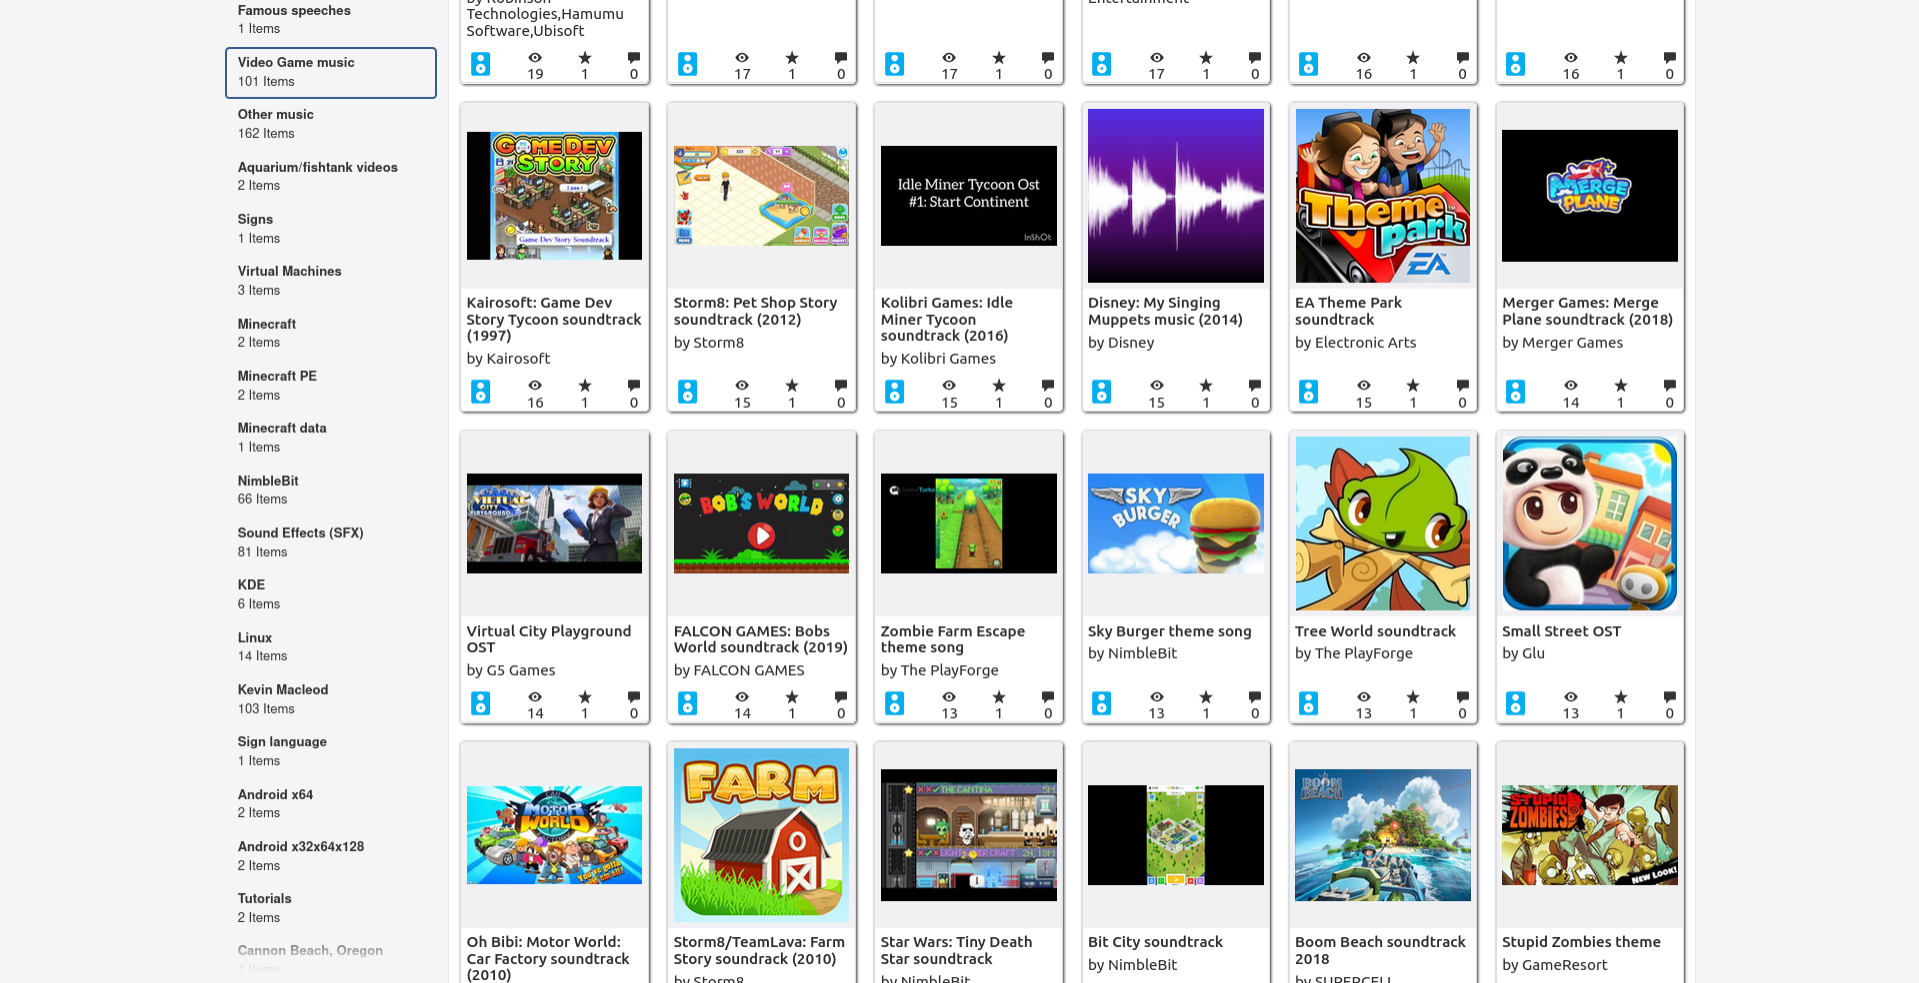 Famous speeches
1 Items
Video Game music
101 Items
Other music
162 Items
Aquarium/fishtank videos
2 Items
Signs
1 Items
Virtual Machines
3 Items
Minecraft
2 Items
Minecraft PE
2 Items
Minecraft data
1 Items
NimbleBit
66 Items
Sound Effects (SFX)
81 Items
KDE
6 Items
Linux
14 Items
Kevin Macleod
103 Items
Sign language
1 Items
Android x64
2 Items
Android x32x64x128
2 Items
Tutorials
2 Items
Cannon Beach, Oregon
1 Items
by Robinson
Technologies,Hamumu
Software,Ubisoft
Entertainment
19 1 0
17 1 0
17 1 0
17 1 0
16 1 0
16 1 0
GAME DEV
STORY
Game Dev Story Soundtrack
Kairosoft: Game Dev
Story Tycoon soundtrack
(1997)
by Kairosoft
16 1 0
Storm8: Pet Shop Story
soundtrack (2012)
by Storm8
15 1 0
Idle Miner Tycoon Ost
#1: Start Continent
InShOt
Kolibri Games: Idle
Miner Tycoon
soundtrack (2016)
by Kolibri Games
15 1 0
Disney: My Singing
Muppets music (2014)
by Disney
15 1 0
Theme
park
EA
EA Theme Park
soundtrack
by Electronic Arts
15 1 0
MERGE
PLANE
Merger Games: Merge
Plane soundtrack (2018)
by Merger Games
14 1 0
VIRTUAL
CITY
PLAYGROUND
Virtual City Playground
OST
by G5 Games
14 1 0
BOB'S WORLD
FALCON GAMES: Bobs
World soundtrack (2019)
by FALCON GAMES
14 1 0
Zombie Farm Escape
theme song
by The PlayForge
13 1 0
SKY
BURGER
Sky Burger theme song
by NimbleBit
13 1 0
Tree World soundtrack
by The PlayForge
13 1 0
Small Street OST
by Glu
13 1 0
MOTOR
WORLD
Oh Bibi: Motor World:
Car Factory soundtrack
(2010)
FARM
Storm8/TeamLava: Farm
Story soundrack (2010)
by Storm8
THE CANTINA 5M
2H, 18M
Star Wars: Tiny Death
Star soundtrack
by NimbleBit
Bit City soundtrack
by NimbleBit
BOOM
BEACH
Boom Beach soundtrack
2018
by SUPERCELL
STUPID
ZOMBIES
NEW LOOK!
Stupid Zombies theme
by GameResort